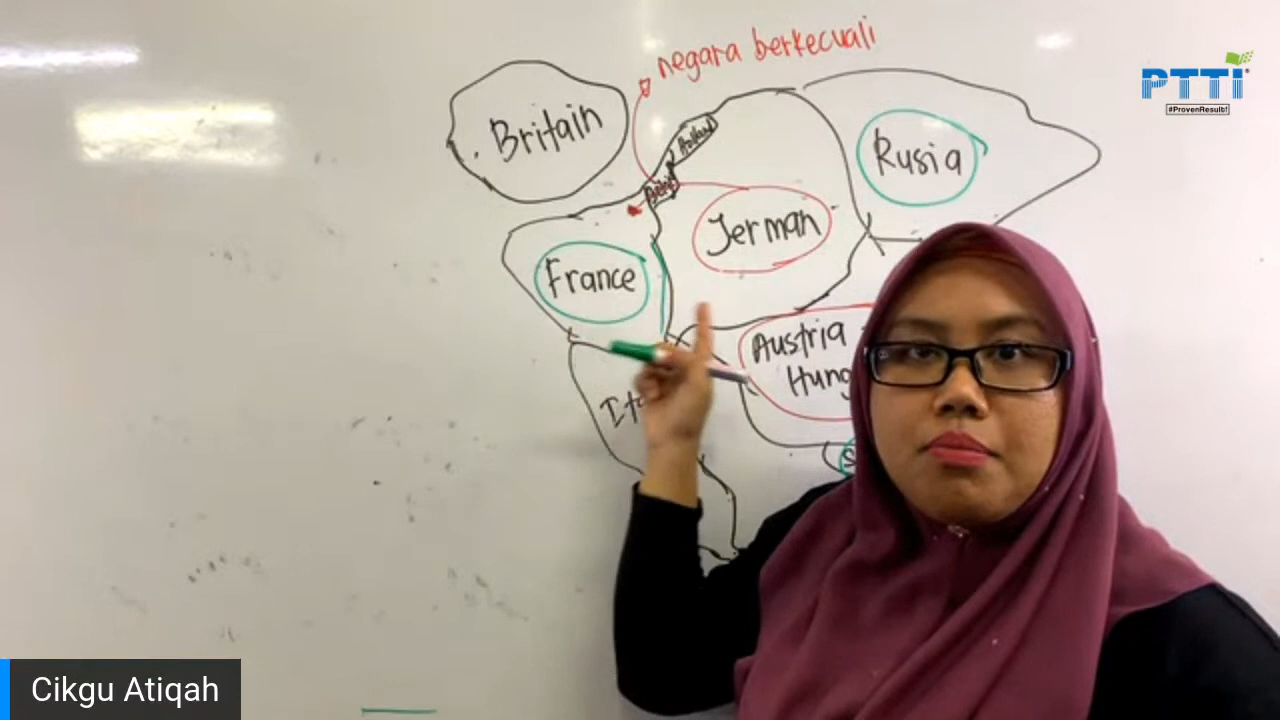 negara berkecuali
PTTI
#ProvenResult!
Britain
Rusia
Jerman
France
Austria
Cikgu Atiqah